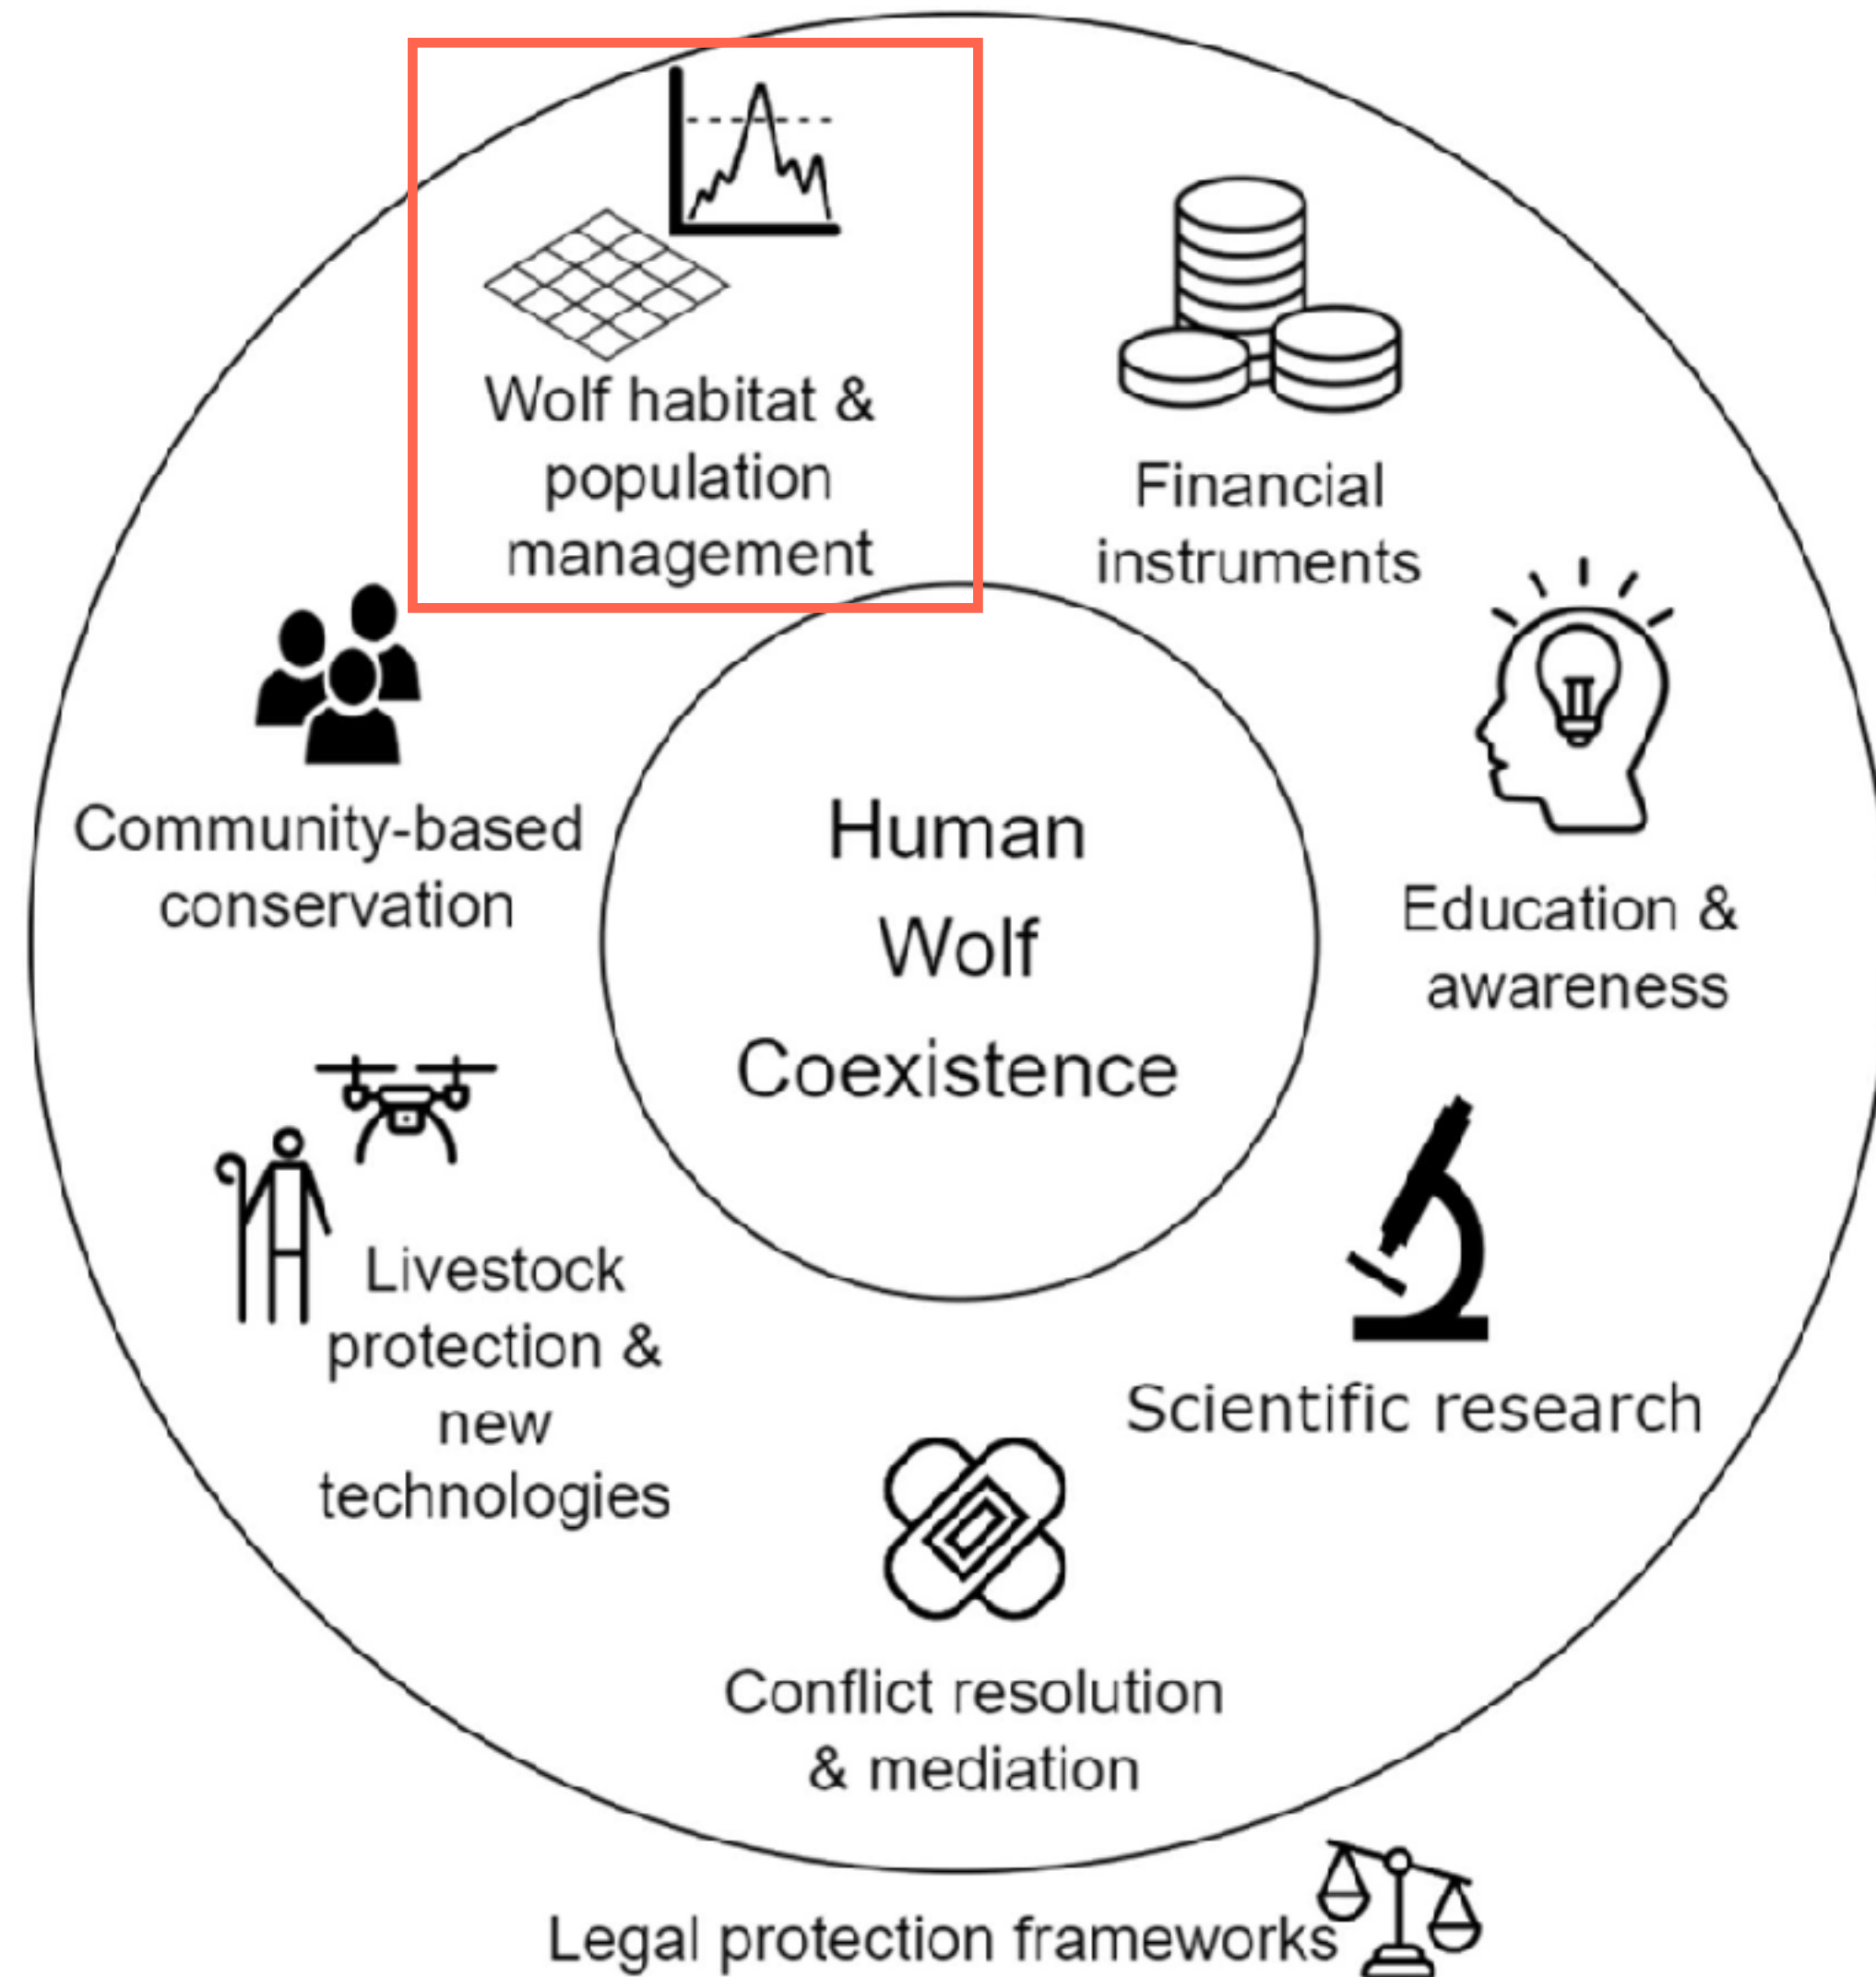 Wolf habitat &
population
management
Financial
instruments
Community-based
conservation
Human
Wolf
Coexistence
Education &
awareness
Livestock
protection &
new
technologies
Scientific research
Conflict resolution
& mediation
Legal protection frameworks